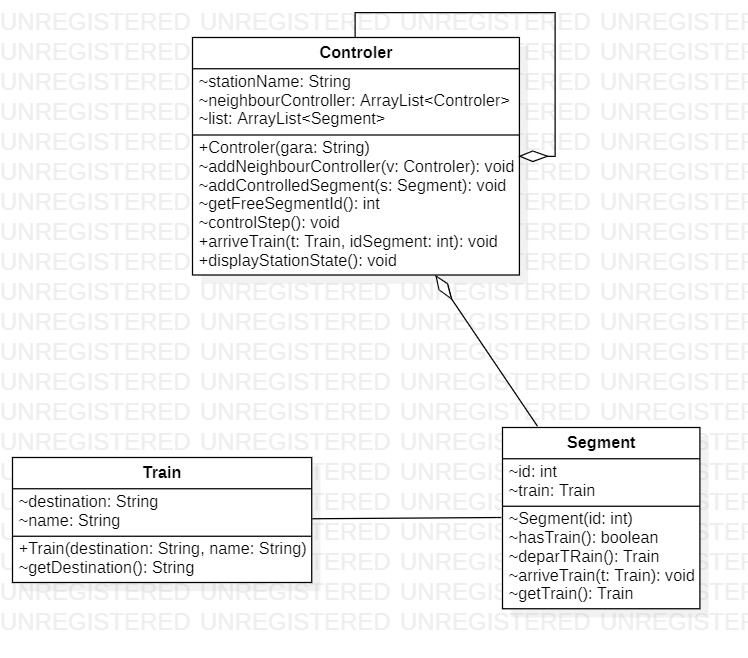 Controler
~stationName: String
~neighbourController: ArrayList<Controler>
~list: ArrayList<Segment>
+Controler(gara: String)
~addNeighbourController(v: Controler): void
~addControlledSegment(s: Segment): void
~getFreeSegmentId(): int
~controlStep(): void
+arriveTrain(t: Train, idSegment: int): void
+displayStationState(): void
Train
~destination: String
~name: String
+Train(destination: String, name: String)
~getDestination(): String
Segment
~id: int
~train: Train
~Segment(id: int)
~hasTrain(): boolean
~deparTRain(): Train
~arriveTrain(t: Train): void
~getTrain(): Train
UNREGISTERED